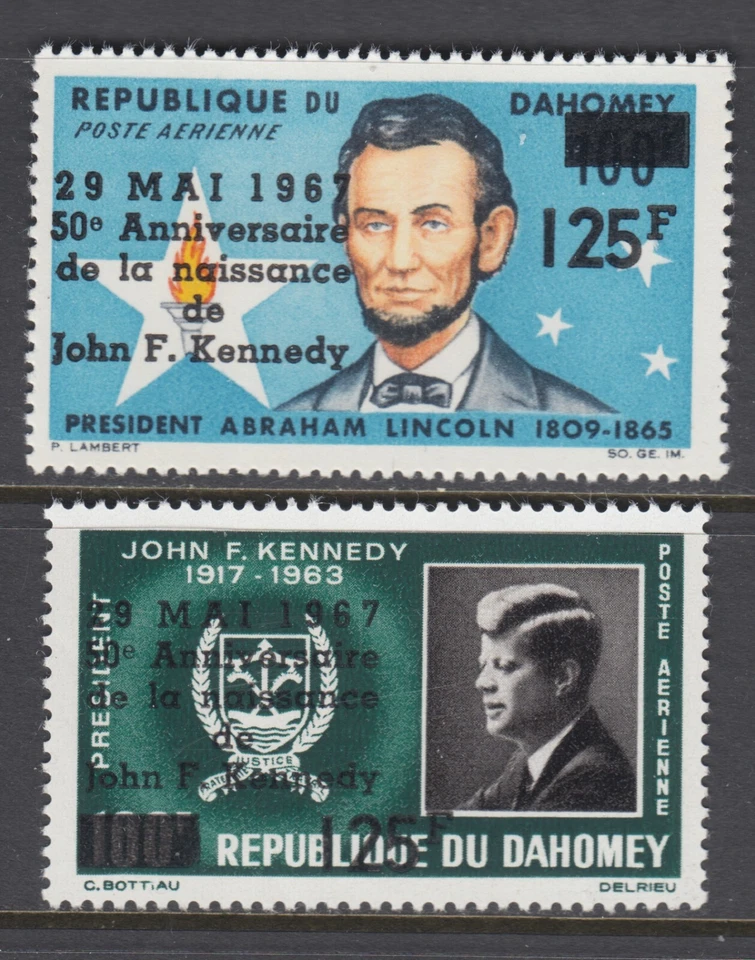 REPUBLIQUE DU DAHOMEY
POSTE AERIENNE
100F
29 MAI 1967
50e Anniversaire
de la naissance
de
John F. Kennedy
125F
PRESIDENT ABRAHAM LINCOLN 1809-1865
P. LAMBERT
SO. GE. IM.
JOHN F. KENNEDY
1917 - 1963
PRESIDENT
POSTE AERIENNE
29 MAI 1967
50e Anniversaire
de la naissance
de
John F. Kennedy
JUSTICE
100F
125F
REPUBLIQUE DU DAHOMEY
C. BOTTIAU
DELRIEU